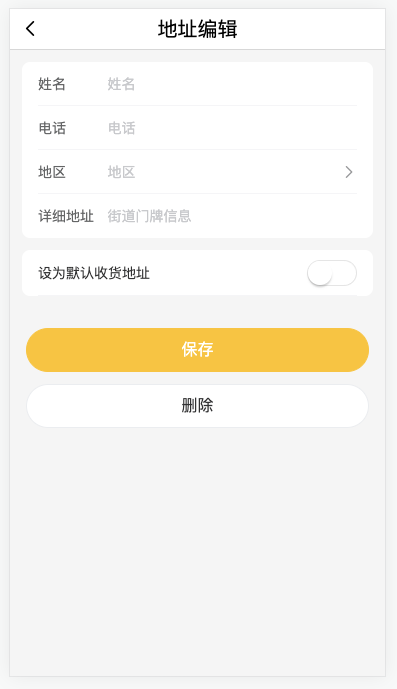 地址编辑
姓名 姓名
电话 电话
地区 地区
详细地址 街道门牌信息
设为默认收货地址
保存
删除